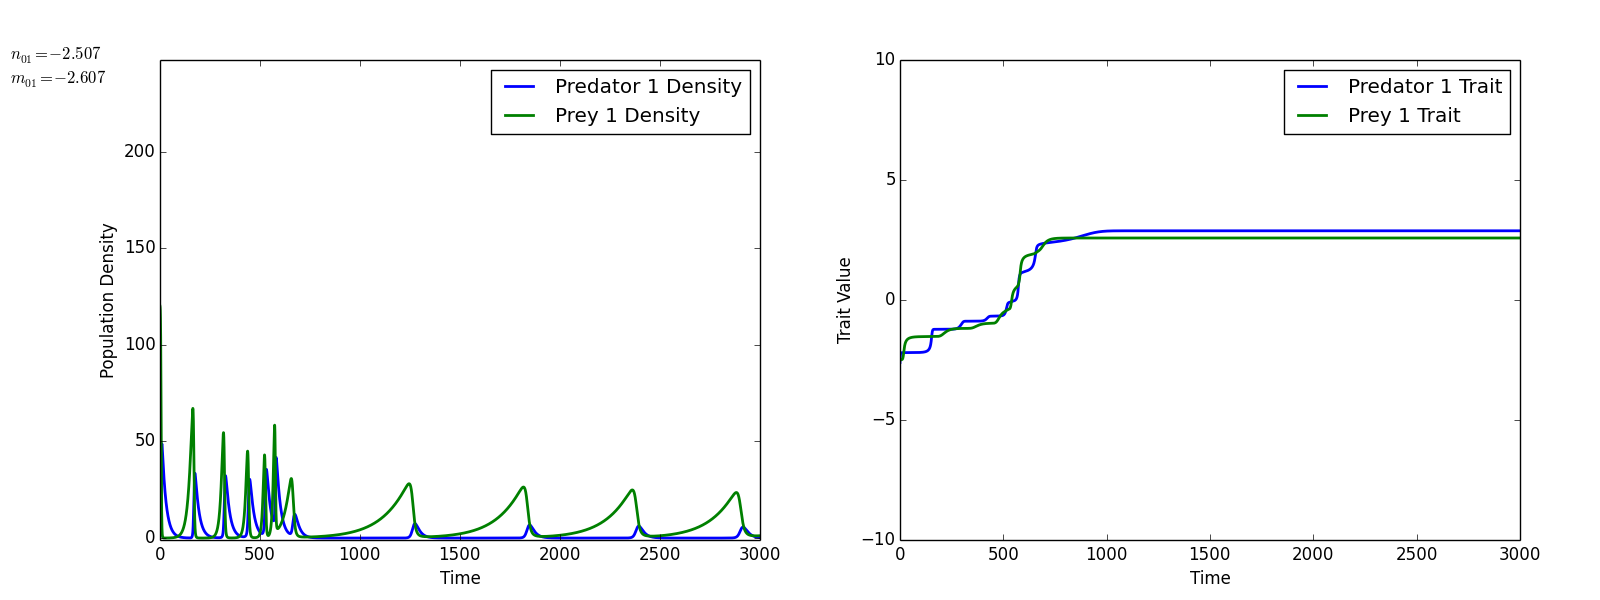 n01 = −2.507
m01 = −2.607
Predator 1 Density
Prey 1 Density
200
150
100
50
0
Population Density
0 500 1000 1500 2000 2500 3000
Time
Predator 1 Trait
Prey 1 Trait
10
5
0
−5
−10
Trait Value
0 500 1000 1500 2000 2500 3000
Time